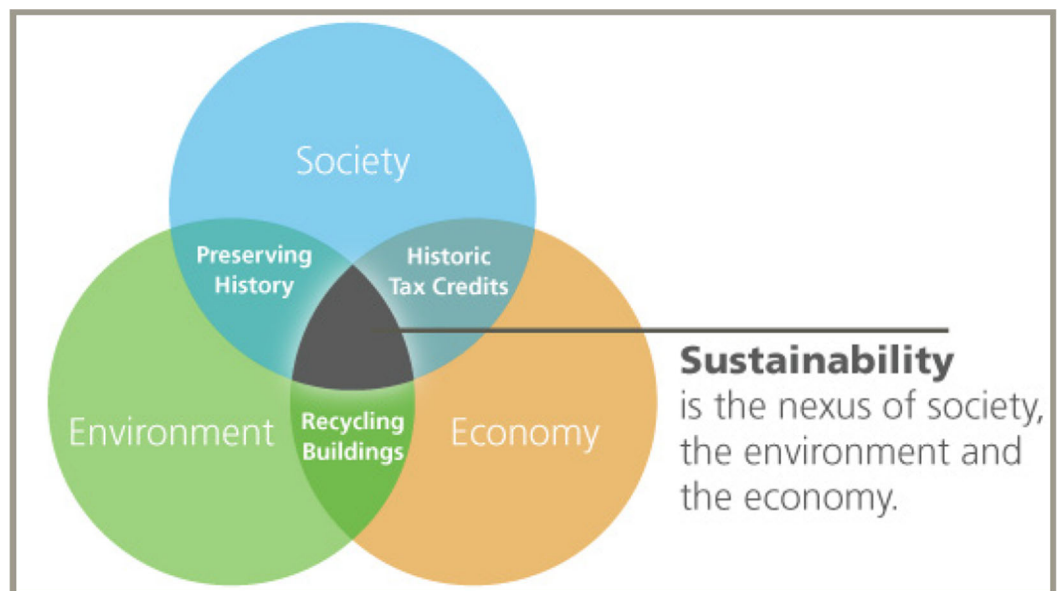 Society
Preserving
History
Historic
Tax Credits
Environment
Recycling
Buildings
Economy
Sustainability
is the nexus of society,
the environment and
the economy.